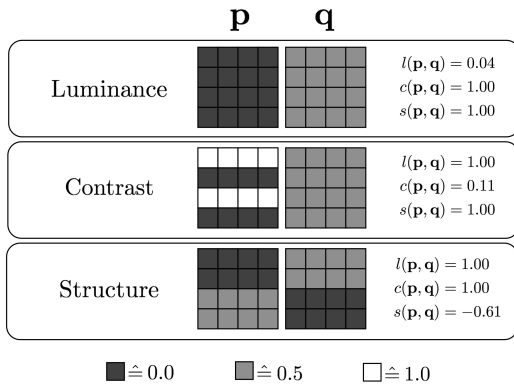 p q
Luminance
l(p, q) = 0.04
c(p, q) = 1.00
s(p, q) = 1.00
Contrast
l(p, q) = 1.00
c(p, q) = 0.11
s(p, q) = 1.00
Structure
l(p, q) = 1.00
c(p, q) = 1.00
s(p, q) = −0.61
≙ 0.0 ≙ 0.5 ≙ 1.0